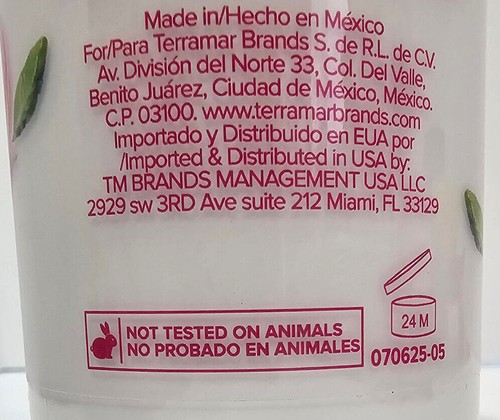 Made in/Hecho en México
For/Para Terramar Brands S. de R.L. de C.V.
Av. División del Norte 33, Col. Del Valle,
Benito Juárez, Ciudad de México, México.
C.P. 03100. www.terramarbrands.com
Importado y Distribuido en EUA por
/Imported & Distributed in USA by:
TM BRANDS MANAGEMENT USA LLC
2929 sw 3RD Ave suite 212 Miami, FL 33129
24 M
NOT TESTED ON ANIMALS
NO PROBADO EN ANIMALES
070625-05